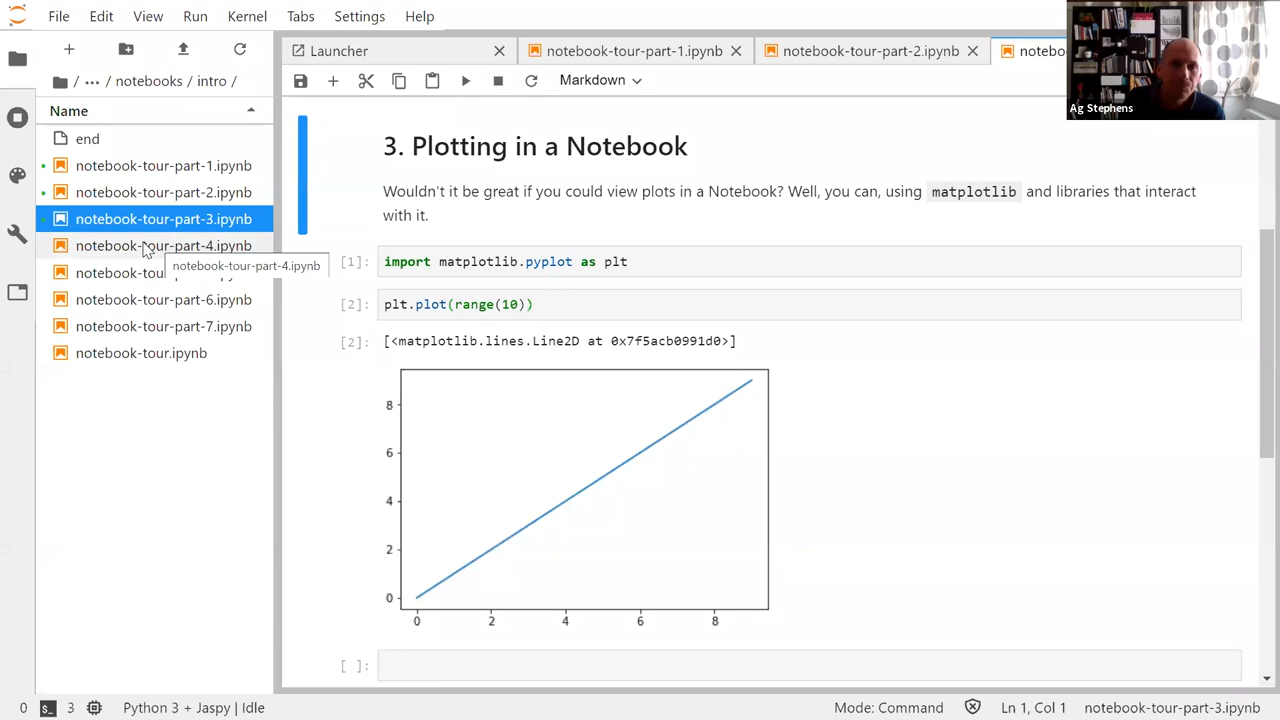 File Edit View Run Kernel Tabs Settings Help
Launcher
notebook-tour-part-1.ipynb
notebook-tour-part-2.ipynb
Ag Stephens
/ ... / notebooks / intro /
Markdown
Name
end
notebook-tour-part-1.ipynb
notebook-tour-part-2.ipynb
notebook-tour-part-3.ipynb
notebook-tour-part-4.ipynb
notebook-tour-part-4.ipynb
notebook-tour-part-6.ipynb
notebook-tour-part-7.ipynb
notebook-tour.ipynb
3. Plotting in a Notebook
Wouldn't it be great if you could view plots in a Notebook? Well, you can, using matplotlib and libraries that interact
with it.
[1]: import matplotlib.pyplot as plt
[2]: plt.plot(range(10))
[2]: [<matplotlib.lines.Line2D at 0x7f5acb0991d0>]
8
6
4
2
0
0 2 4 6 8
[ ]:
0 3 Python 3 + Jaspy | Idle Mode: Command Ln 1, Col 1 notebook-tour-part-3.ipynb